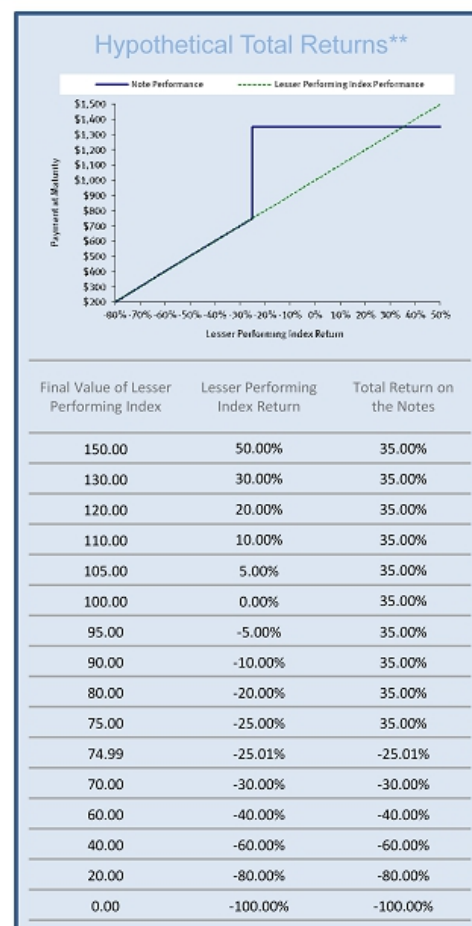 Hypothetical Total Returns**
Note Performance Lesser Performing Index Performance
$1,500
$1,400
$1,300
$1,200
$1,100
$1,000
$900
$800
$700
$600
$500
$400
$300
$200
Payment at Maturity
-80% -70% -60% -50% -40% -30% -20% -10% 0% 10% 20% 30% 40% 50%
Lesser Performing Index Return
Final Value of Lesser Lesser Performing Total Return on
Performing Index Index Return the Notes
150.00 50.00% 35.00%
130.00 30.00% 35.00%
120.00 20.00% 35.00%
110.00 10.00% 35.00%
105.00 5.00% 35.00%
100.00 0.00% 35.00%
95.00 -5.00% 35.00%
90.00 -10.00% 35.00%
80.00 -20.00% 35.00%
75.00 -25.00% 35.00%
74.99 -25.01% -25.01%
70.00 -30.00% -30.00%
60.00 -40.00% -40.00%
40.00 -60.00% -60.00%
20.00 -80.00% -80.00%
0.00 -100.00% -100.00%